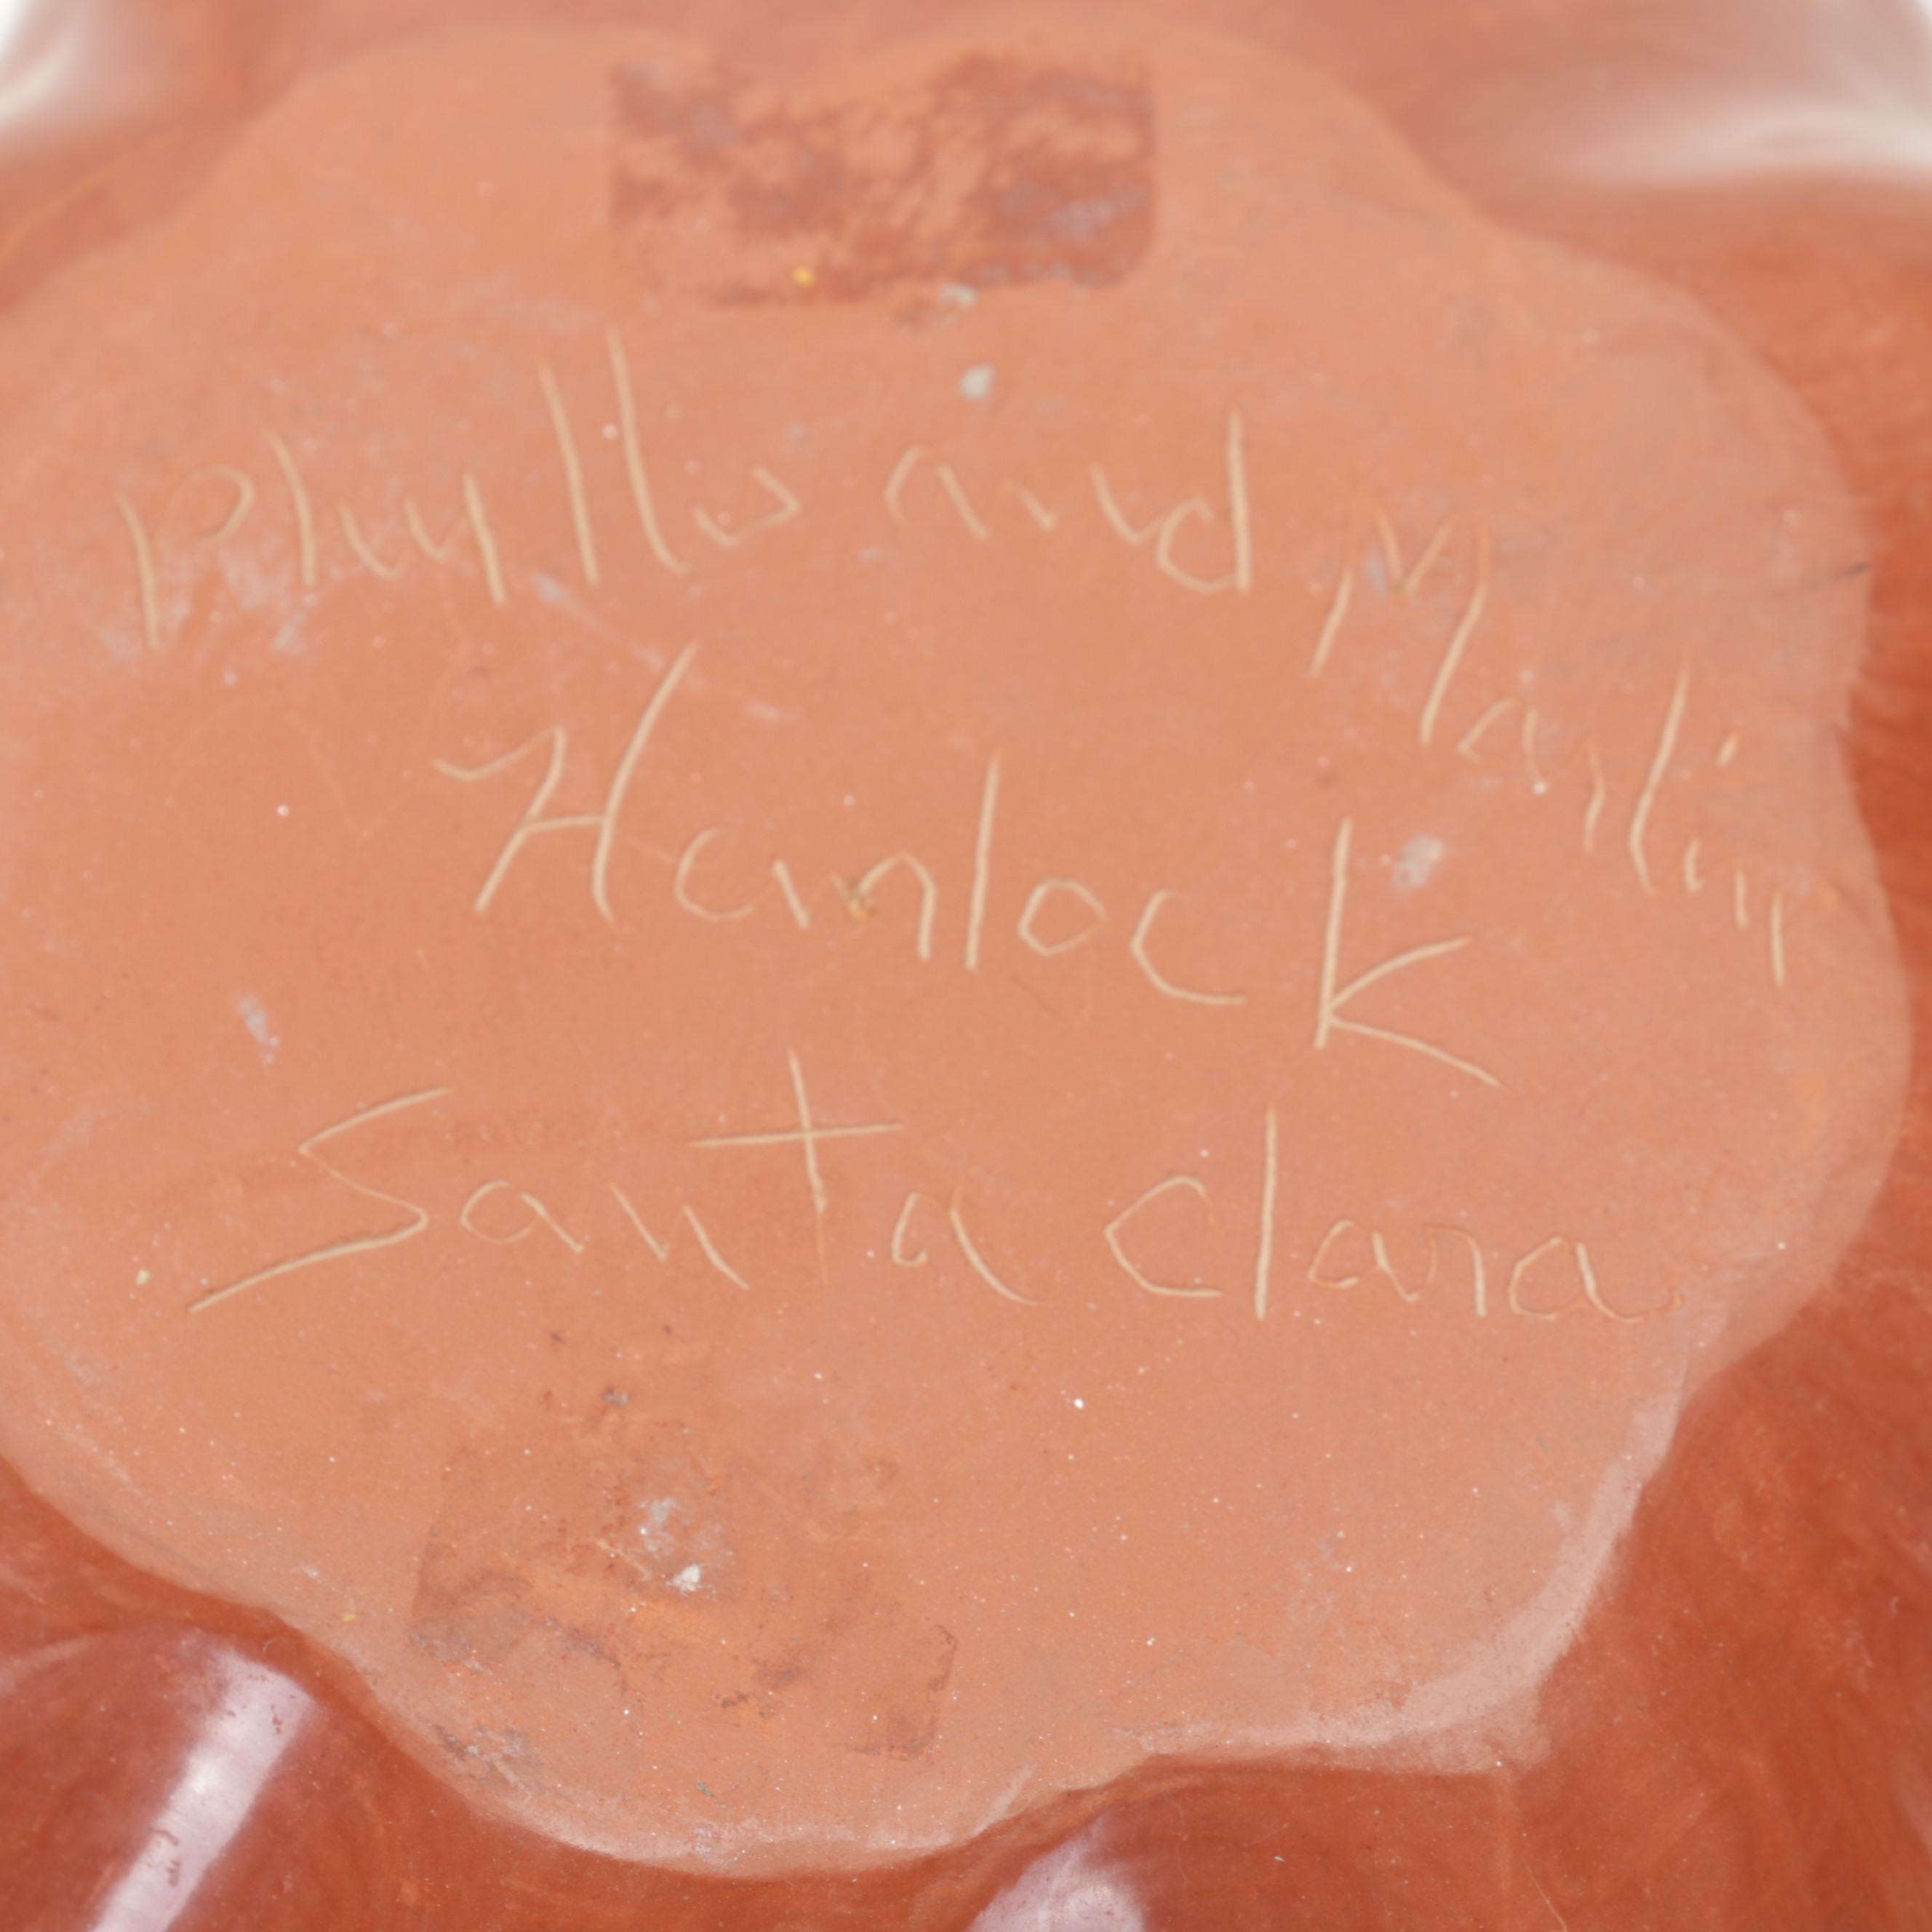 Phyllis and Marlin
Hemlock
Santa Clara